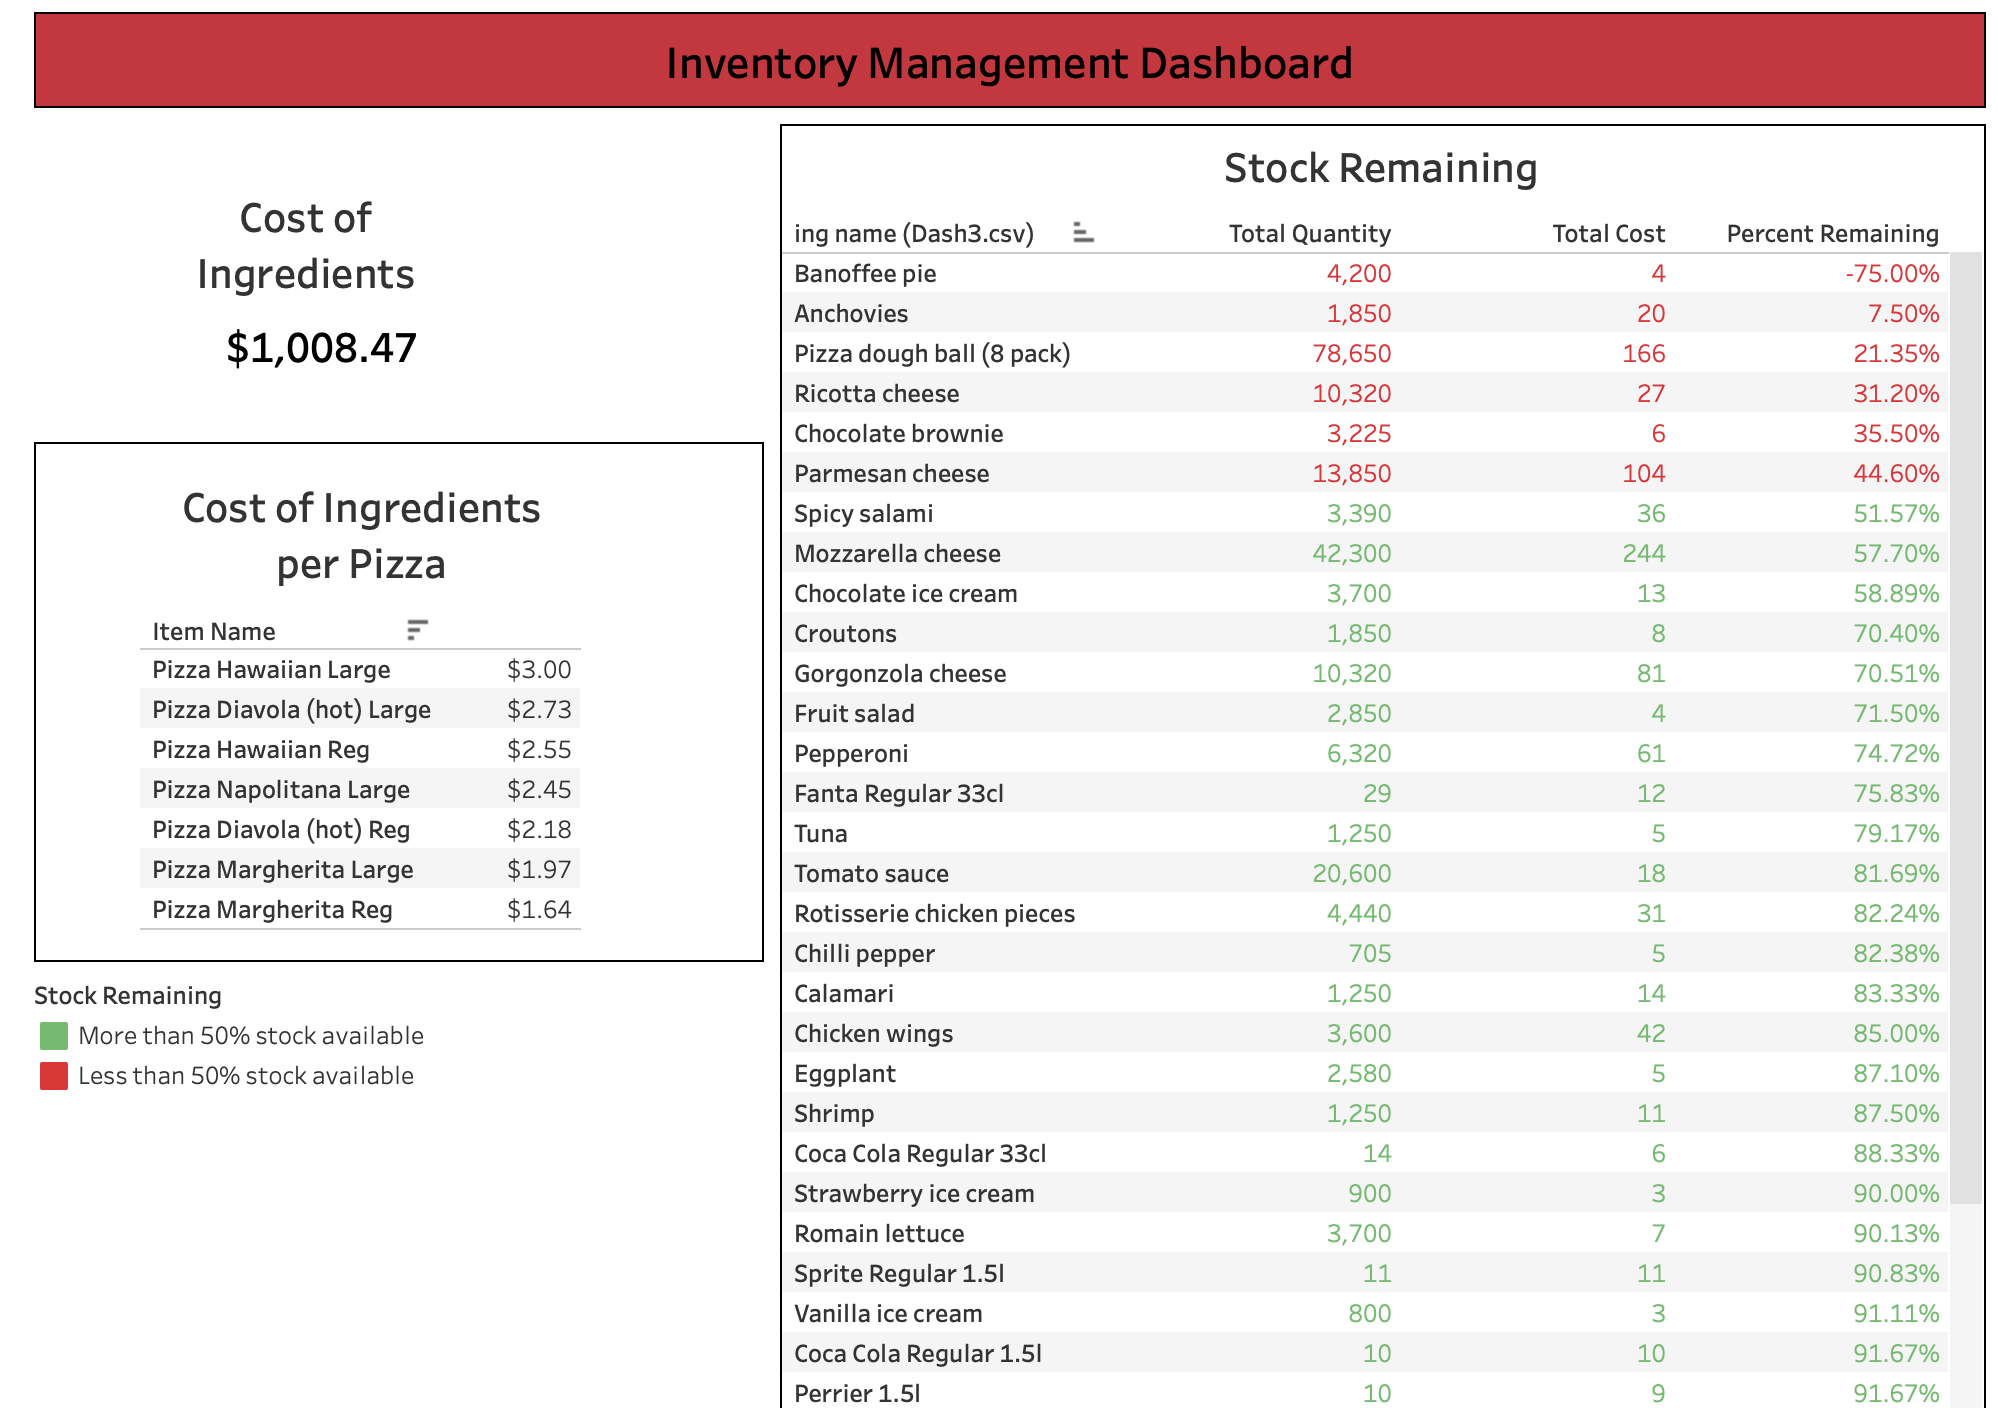 Inventory Management Dashboard
Cost of
Ingredients
$1,008.47
Cost of Ingredients
per Pizza
Item Name
Pizza Hawaiian Large $3.00
Pizza Diavola (hot) Large $2.73
Pizza Hawaiian Reg $2.55
Pizza Napolitana Large $2.45
Pizza Diavola (hot) Reg $2.18
Pizza Margherita Large $1.97
Pizza Margherita Reg $1.64
Stock Remaining
More than 50% stock available
Less than 50% stock available
Stock Remaining
ing name (Dash3.csv) Total Quantity Total Cost Percent Remaining
Banoffee pie 4,200 4 -75.00%
Anchovies 1,850 20 7.50%
Pizza dough ball (8 pack) 78,650 166 21.35%
Ricotta cheese 10,320 27 31.20%
Chocolate brownie 3,225 6 35.50%
Parmesan cheese 13,850 104 44.60%
Spicy salami 3,390 36 51.57%
Mozzarella cheese 42,300 244 57.70%
Chocolate ice cream 3,700 13 58.89%
Croutons 1,850 8 70.40%
Gorgonzola cheese 10,320 81 70.51%
Fruit salad 2,850 4 71.50%
Pepperoni 6,320 61 74.72%
Fanta Regular 33cl 29 12 75.83%
Tuna 1,250 5 79.17%
Tomato sauce 20,600 18 81.69%
Rotisserie chicken pieces 4,440 31 82.24%
Chilli pepper 705 5 82.38%
Calamari 1,250 14 83.33%
Chicken wings 3,600 42 85.00%
Eggplant 2,580 5 87.10%
Shrimp 1,250 11 87.50%
Coca Cola Regular 33cl 14 6 88.33%
Strawberry ice cream 900 3 90.00%
Romain lettuce 3,700 7 90.13%
Sprite Regular 1.5l 11 11 90.83%
Vanilla ice cream 800 3 91.11%
Coca Cola Regular 1.5l 10 10 91.67%
Perrier 1.5l 10 9 91.67%